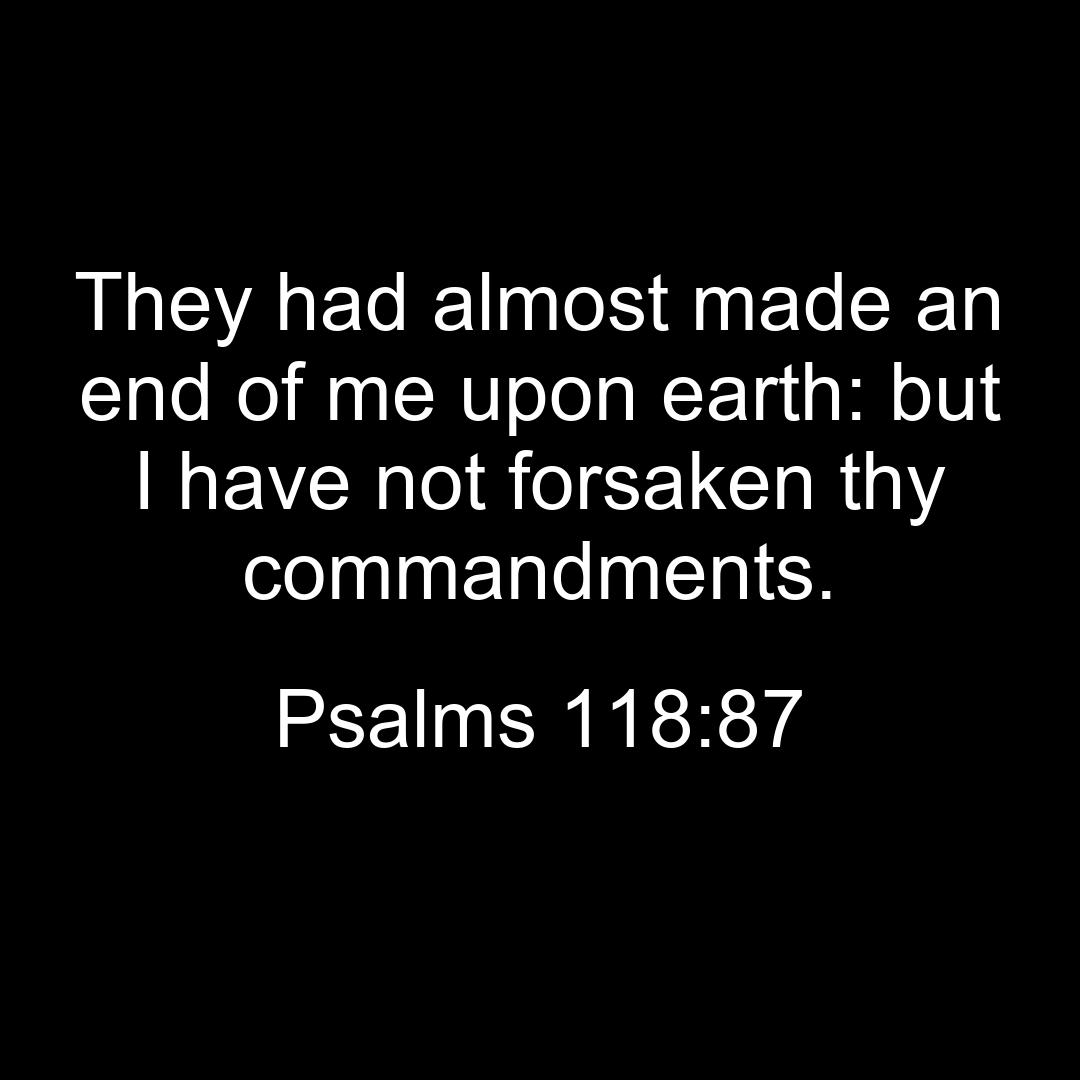 They had almost made an
end of me upon earth: but
I have not forsaken thy
commandments.
Psalms 118:87